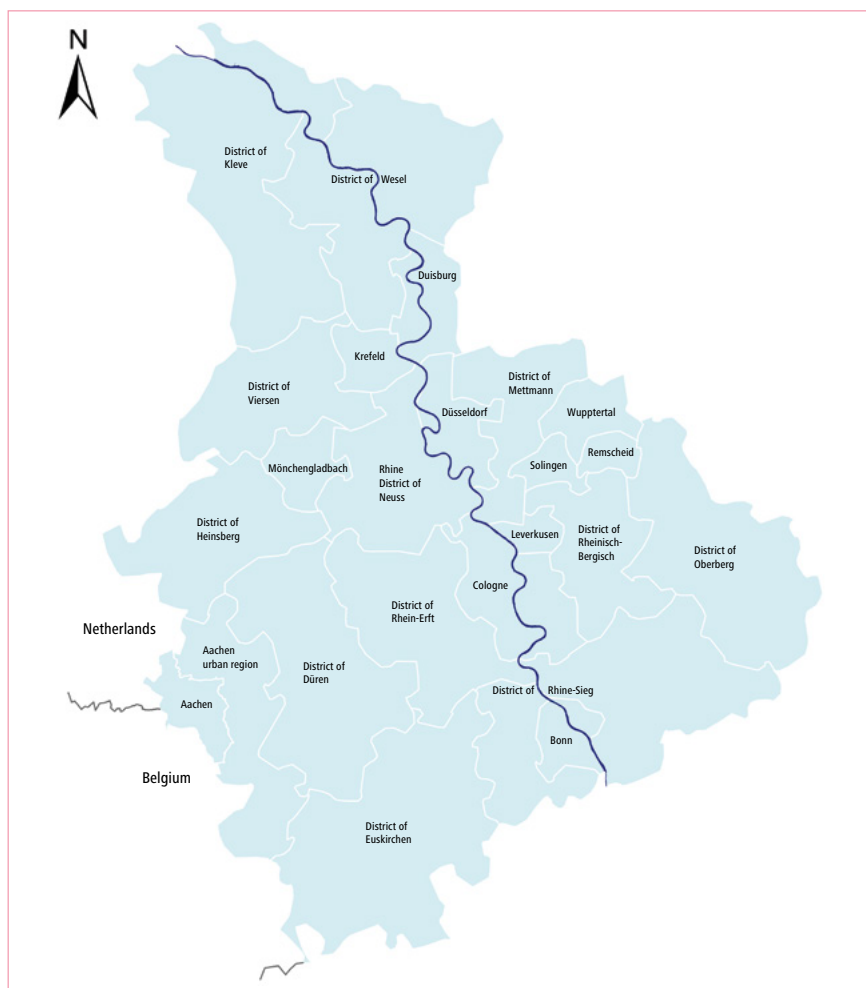 N
District of
Kleve
District of Wesel
Duisburg
Krefeld
District of
Viersen
District of
Mettmann
Düsseldorf
Wupptertal
Mönchengladbach
Rhine
District of
Neuss
Solingen
Remscheid
District of
Heinsberg
Leverkusen
District of
Rheinisch-
Bergisch
District of
Oberberg
Cologne
District of
Rhein-Erft
Netherlands
Aachen
urban region
District of
Düren
Aachen
District of Rhine-Sieg
Bonn
Belgium
District of
Euskirchen